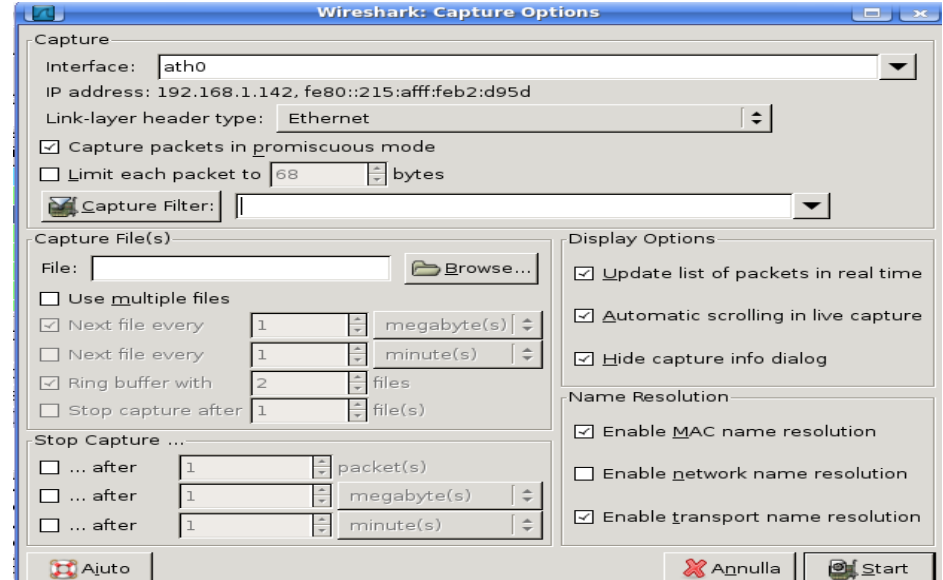 Wireshark: Capture Options
Capture
Interface: ath0
IP address: 192.168.1.142, fe80::215:afff:feb2:d95d
Link-layer header type: Ethernet
Capture packets in promiscuous mode
Limit each packet to 68 bytes
Capture Filter:
Capture File(s)
File: Browse...
Use multiple files
Next file every 1 megabyte(s)
Next file every 1 minute(s)
Ring buffer with 2 files
Stop capture after 1 file(s)
Stop Capture ...
... after 1 packet(s)
... after 1 megabyte(s)
... after 1 minute(s)
Display Options
Update list of packets in real time
Automatic scrolling in live capture
Hide capture info dialog
Name Resolution
Enable MAC name resolution
Enable network name resolution
Enable transport name resolution
Aiuto Annulla Start